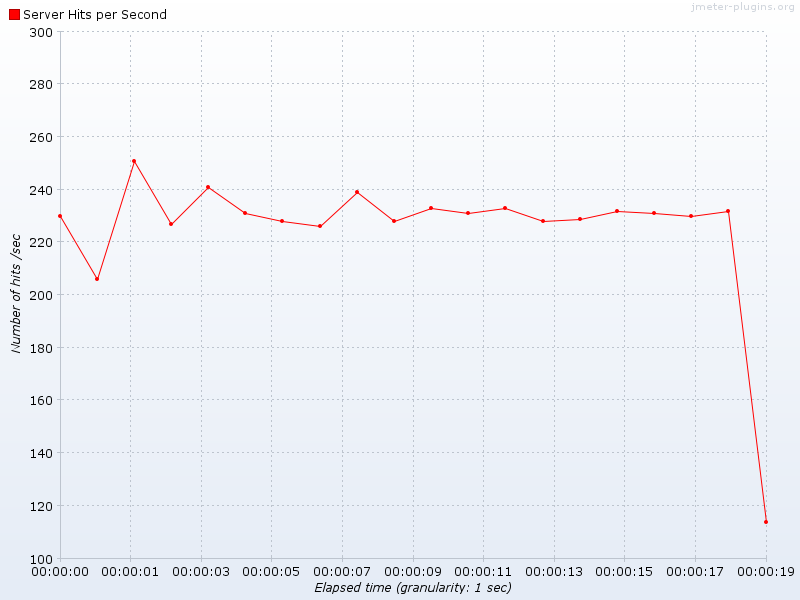 jmeter-plugins.org
Server Hits per Second
300
280
260
240
220
200
180
160
140
120
100
Number of hits /sec
00:00:00 00:00:01 00:00:03 00:00:05 00:00:07 00:00:09 00:00:11 00:00:13 00:00:15 00:00:17 00:00:19
Elapsed time (granularity: 1 sec)